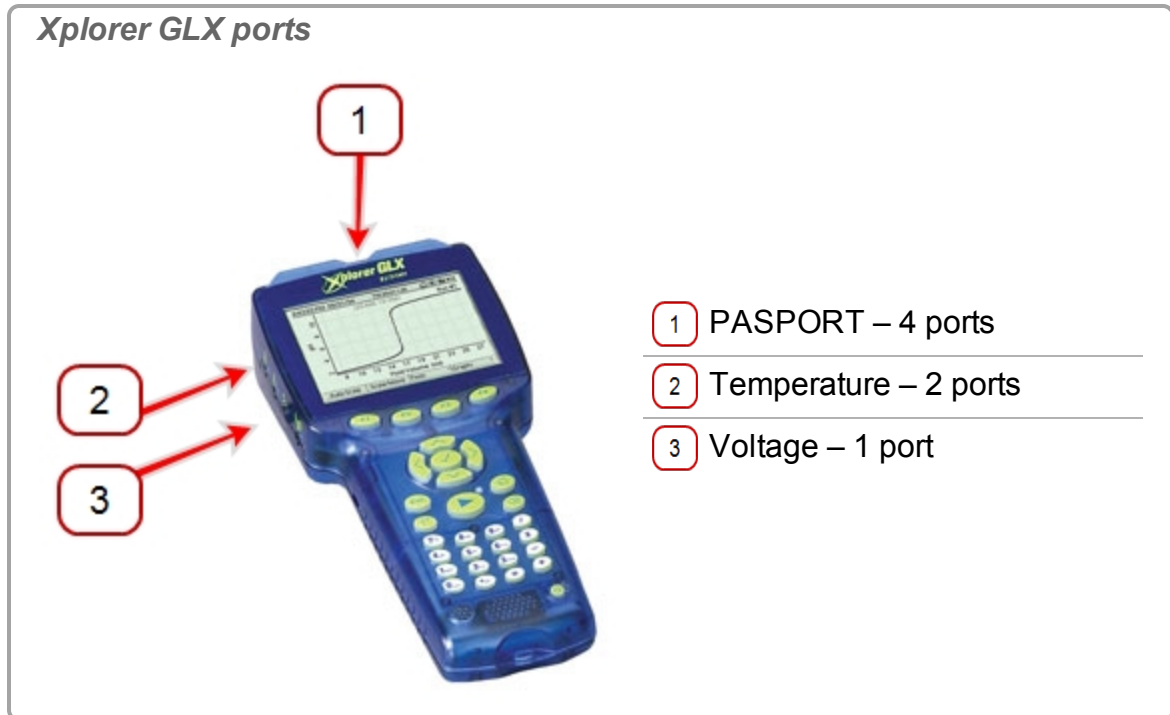 Xplorer GLX ports
1
2
3
Xplorer GLX
1 PASPORT – 4 ports
2 Temperature – 2 ports
3 Voltage – 1 port